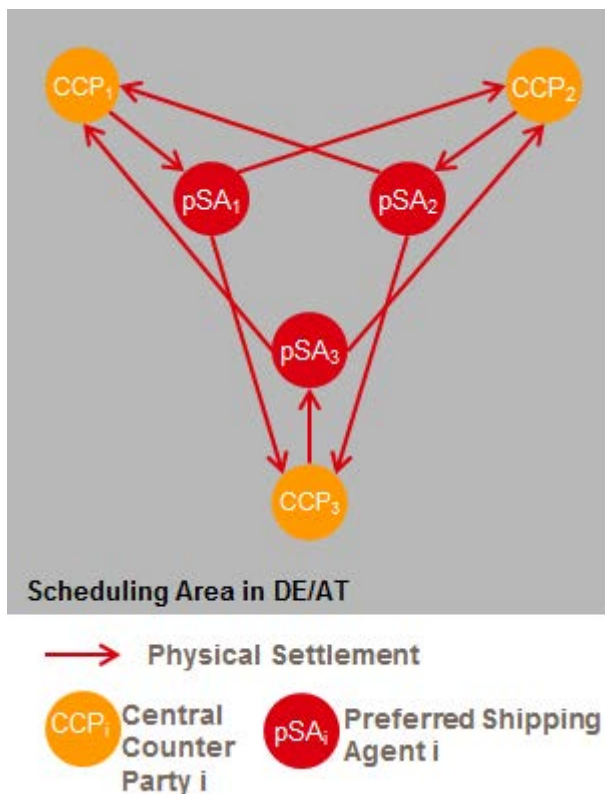 CCP₁
CCP₂
pSA₁
pSA₂
pSA₃
CCP₃
Scheduling Area in DE/AT
Physical Settlement
CCPᵢ
Central
Counter
Party i
pSAᵢ
Preferred Shipping
Agent i